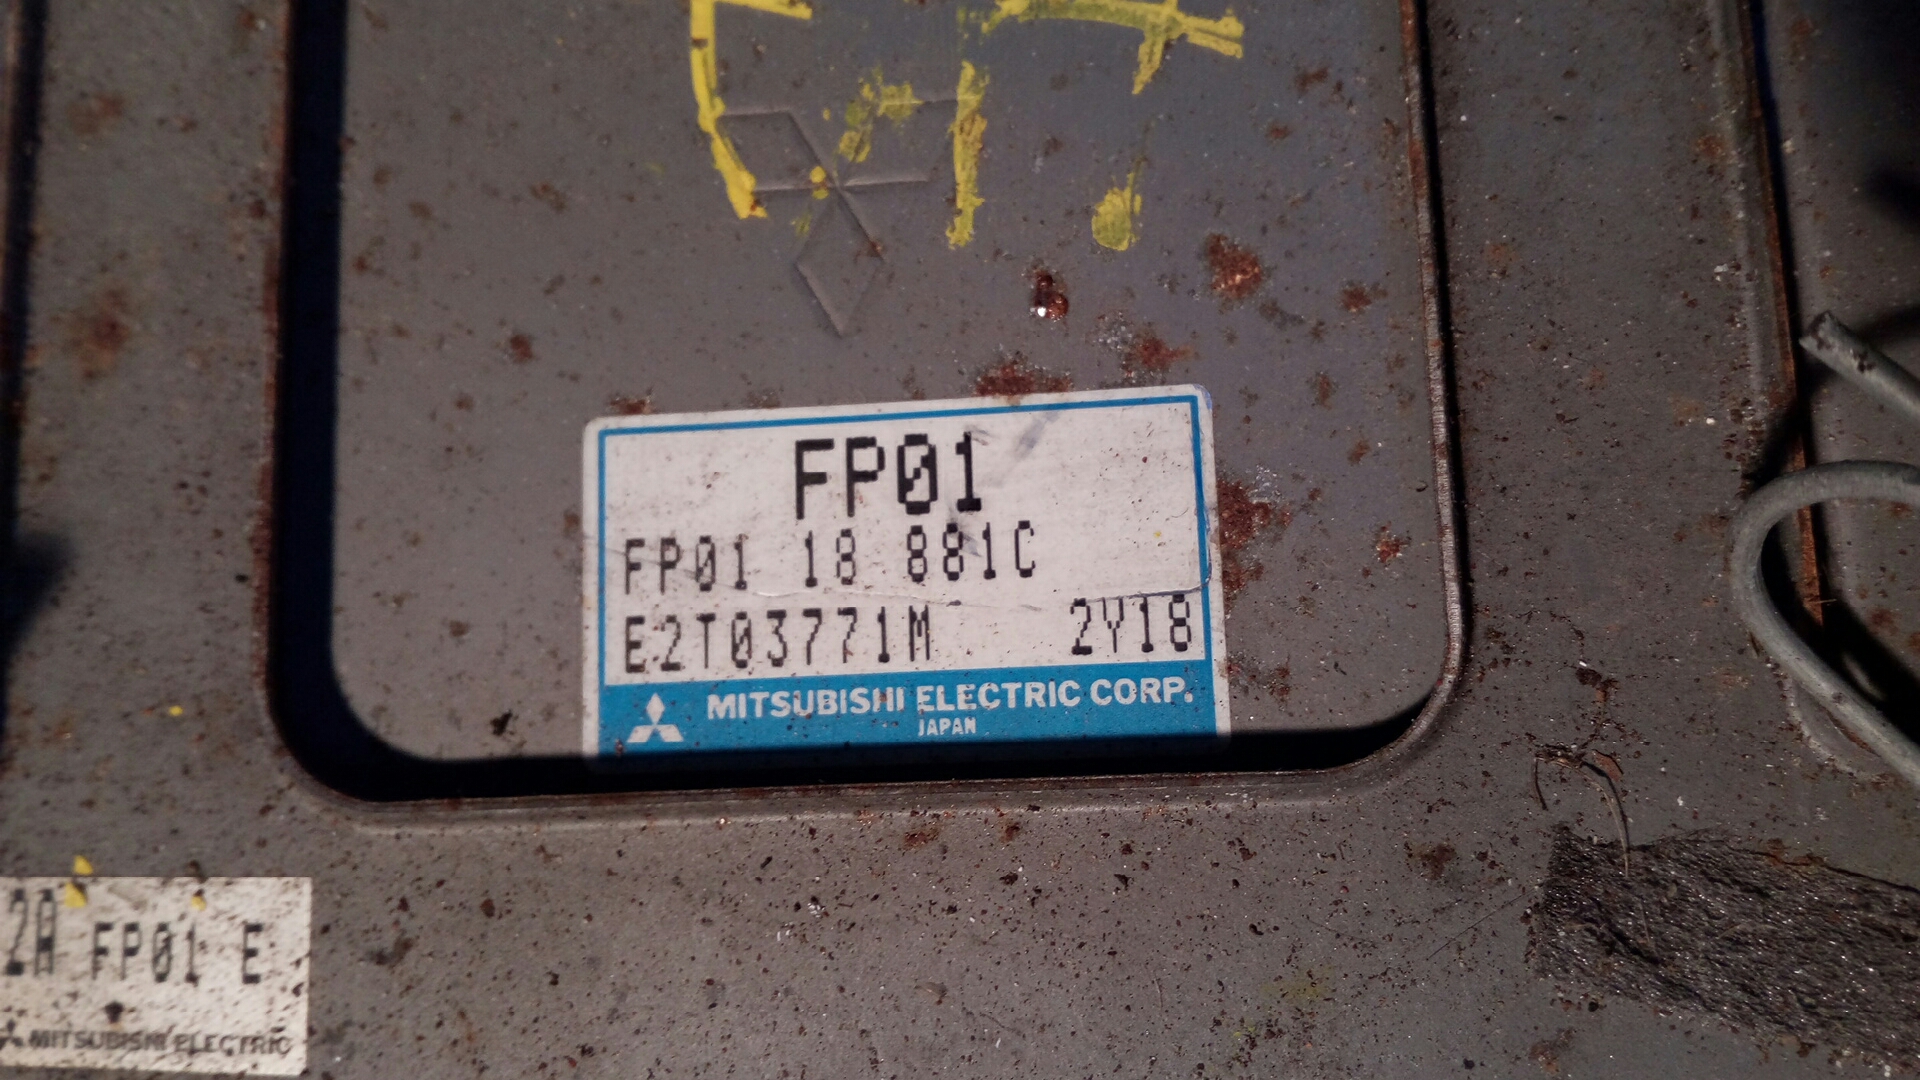 FP01
FP01 18 881C
E2T03771M 2Y18
MITSUBISHI ELECTRIC CORP.
JAPAN
2A FP01 E
MITSUBISHI ELECTRIC